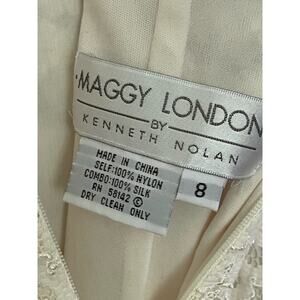 MAGGY LONDON
BY
KENNETH NOLAN
MADE IN CHINA
SELF:100% NYLON
COMBO:100% SILK
RN 58142 ©
DRY CLEAN ONLY
8